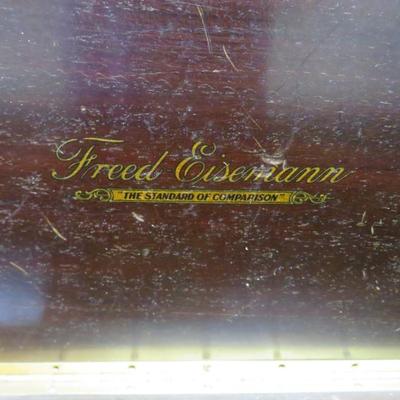 Freed Eisemann
"THE STANDARD OF COMPARISON"